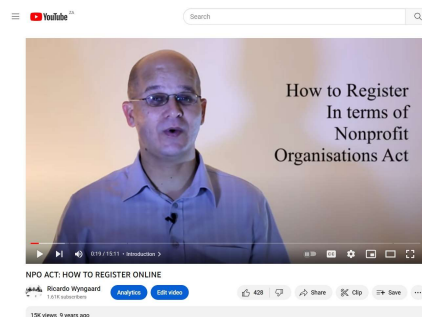 YouTube ZA
Search
How to Register
In terms of
Nonprofit
Organisations Act
0:19 / 15:11 • Introduction >
NPO ACT: HOW TO REGISTER ONLINE
Ricardo Wyngaard
1.61K subscribers
Analytics
Edit video
428
Share
Clip
Save
15K views 9 years ago